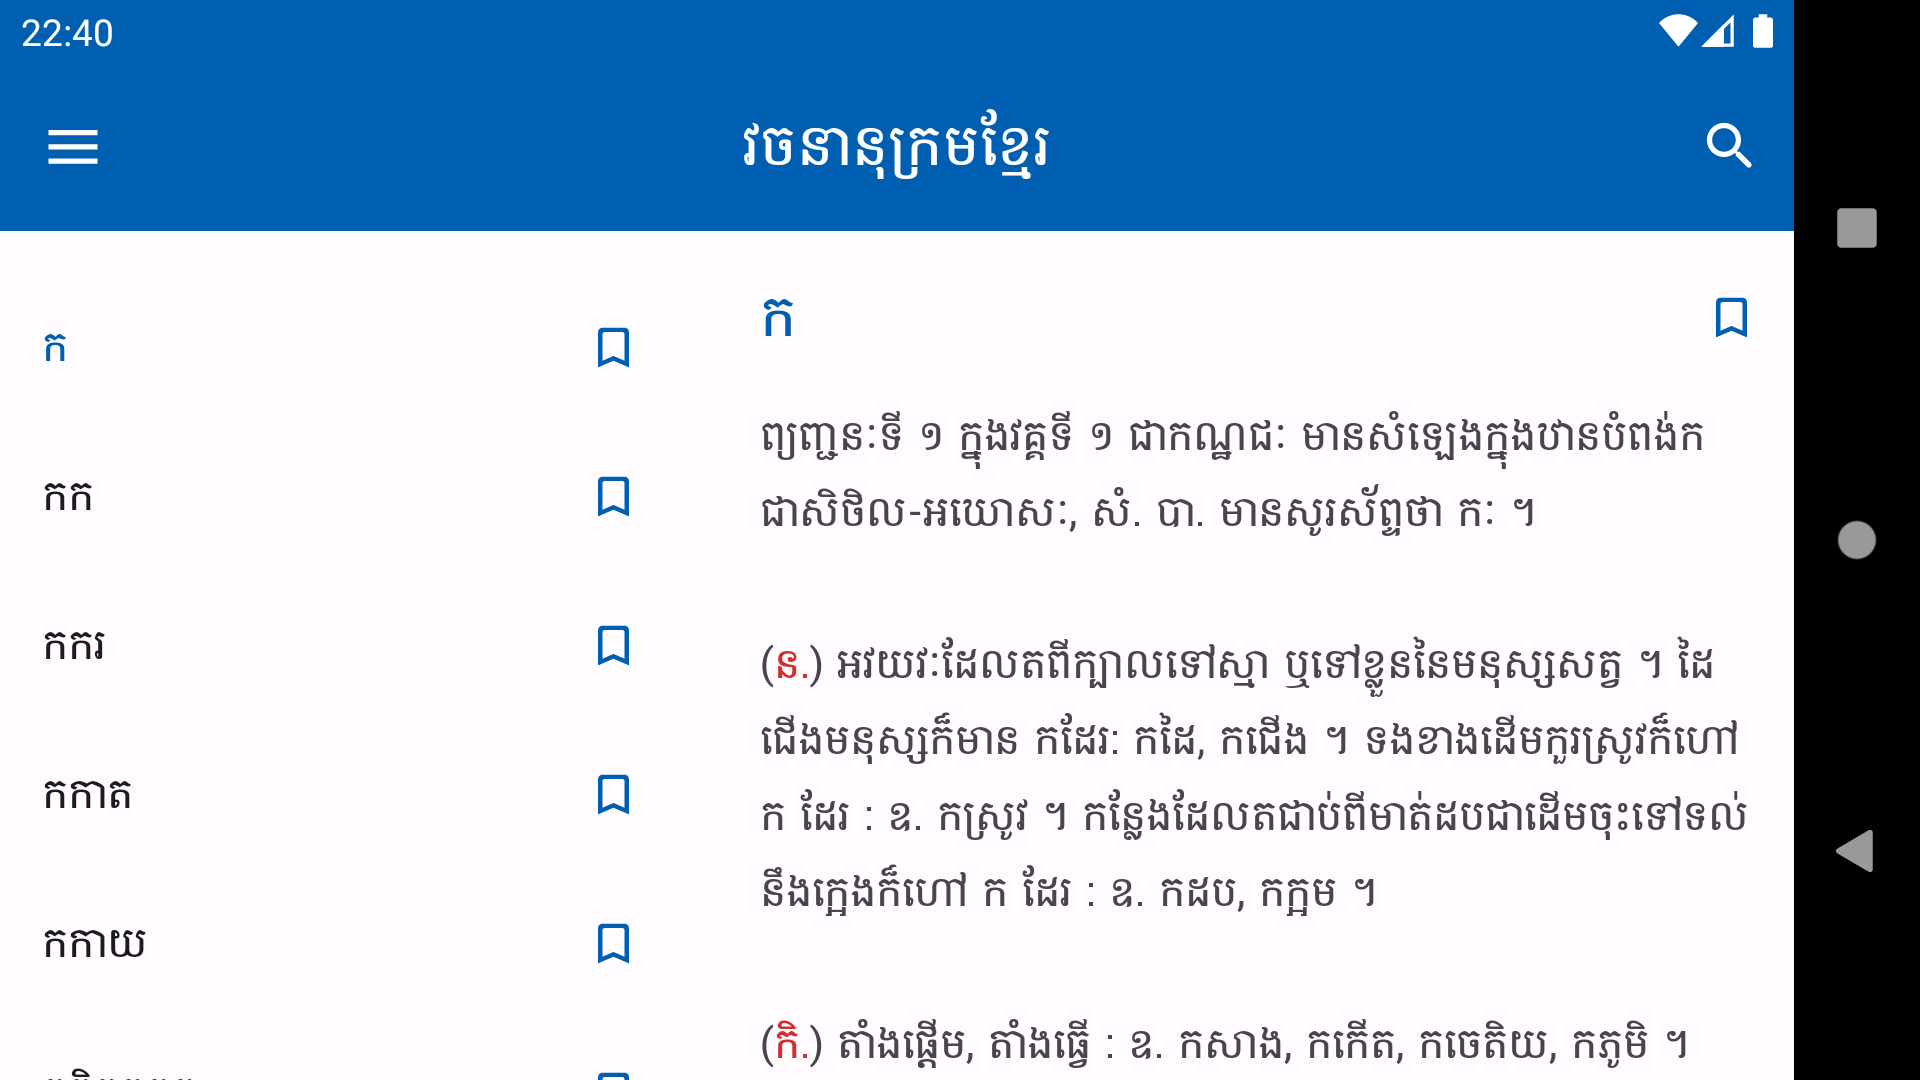 22:40
វចនានុក្រមខ្មែរ
ក
កក
កករ
កកាត
កកាយ
ក
ព្យញ្ជនៈទី ១ ក្នុងវគ្គទី ១ ជាកណ្ឋជៈ មានសំឡេងក្នុងឋានបំពង់ក
ជាសិថិល-អឃោសៈ, សំ. បា. មានសូរស័ព្ទថា កៈ ។
(ន.) អវយវៈដែលតពីក្បាលទៅស្មា ឬទៅខ្លួននៃមនុស្សសត្វ ។ ដៃ
ជើងមនុស្សក៏មាន កដែរ: កដៃ, កជើង ។ ទងខាងដើមកួរស្រូវក៏ហៅ
ក ដែរ : ឧ. កស្រូវ ។ កន្លែងដែលតជាប់ពីមាត់ដបជាដើមចុះទៅទល់
នឹងក្អេងក៏ហៅ ក ដែរ : ឧ. កដប, កក្អម ។
(កិ.) តាំងផ្ដើម, តាំងធ្វើ : ឧ. កសាង, កកើត, កចេតិយ, កភូមិ ។